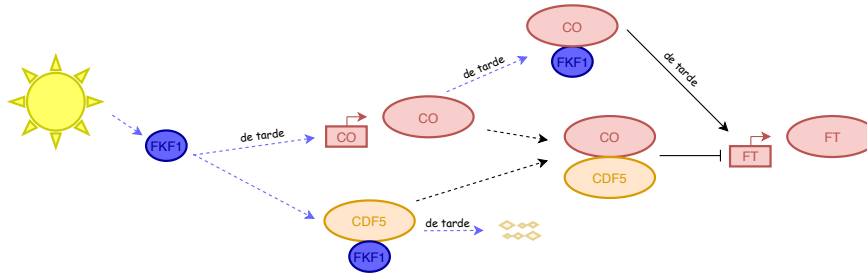 CO
FKF1
de tarde
de tarde
FKF1
de tarde
CO
CO
CO
CDF5
FT
FT
CDF5
FKF1
de tarde